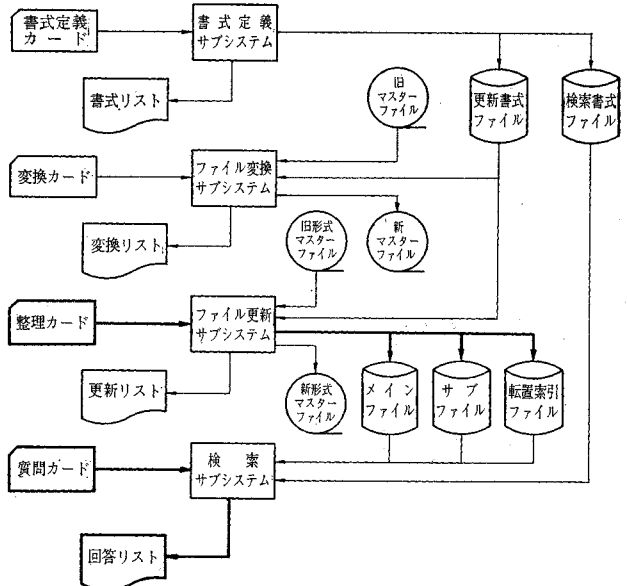 書式定義
カード
書式定義
サブシステム
書式リスト
旧
マスター
ファイル
更新書式
ファイル
検索書式
ファイル
変換カード
ファイル変換
サブシステム
変換リスト
旧形式
マスター
ファイル
新
マスター
ファイル
整理カード
ファイル更新
サブシステム
更新リスト
新形式
マスター
ファイル
メイン
ファイル
サブ
ファイル
転置索引
ファイル
質問カード
検索
サブシステム
回答リスト